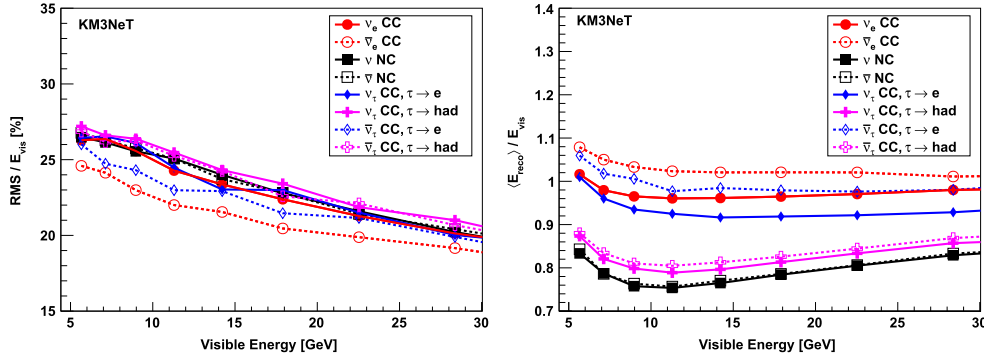 KM3NeT
ν_e CC
ν̅_e CC
ν NC
ν̅ NC
ν_τ CC, τ → e
ν_τ CC, τ → had
ν̅_τ CC, τ → e
ν̅_τ CC, τ → had
RMS / E_vis [%]
35
30
25
20
15
5 10 15 20 25 30
Visible Energy [GeV]
KM3NeT
ν̅_e CC
ν_e CC
ν NC
ν̅ NC
ν_τ CC, τ → e
ν_τ CC, τ → had
ν̅_τ CC, τ → e
ν̅_τ CC, τ → had
⟨E_reco⟩ / E_vis
1.4
1.3
1.2
1.1
1
0.9
0.8
0.7
5 10 15 20 25 30
Visible Energy [GeV]